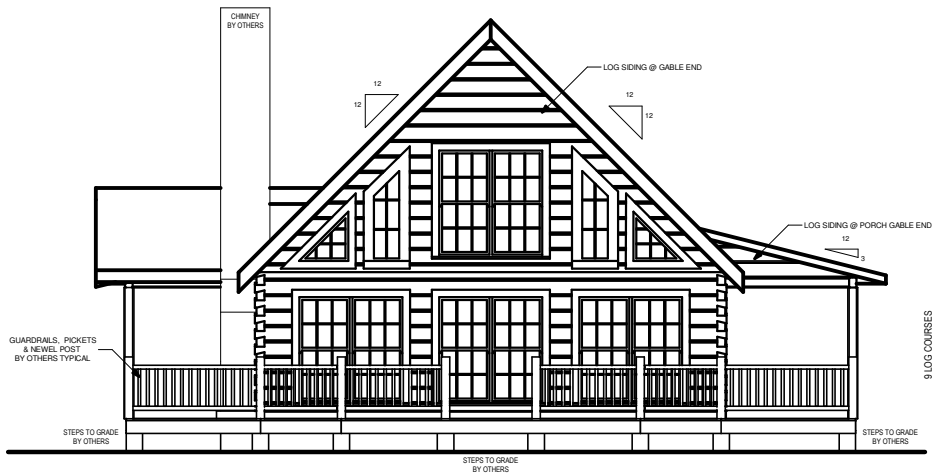 CHIMNEY
BY OTHERS
LOG SIDING @ GABLE END
12
12
12
12
LOG SIDING @ PORCH GABLE END
12
3
GUARDRAILS, PICKETS
& NEWEL POST
BY OTHERS TYPICAL
9 LOG COURSES
STEPS TO GRADE
BY OTHERS
STEPS TO GRADE
BY OTHERS
STEPS TO GRADE
BY OTHERS